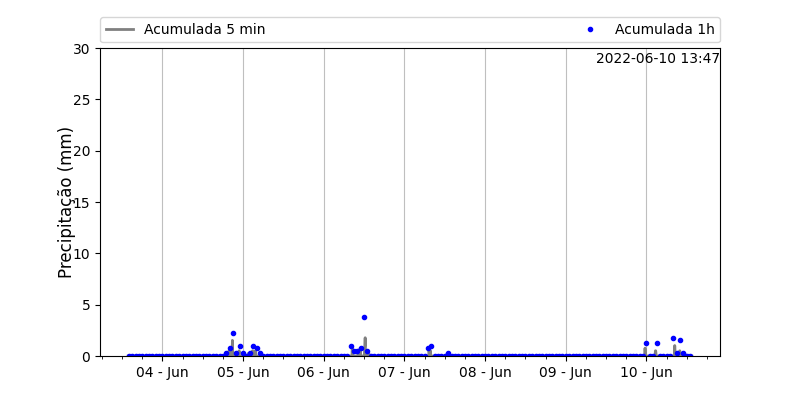 Acumulada 5 min
Acumulada 1h
2022-06-10 13:47
Precipitação (mm)
30
25
20
15
10
5
0
04 - Jun
05 - Jun
06 - Jun
07 - Jun
08 - Jun
09 - Jun
10 - Jun